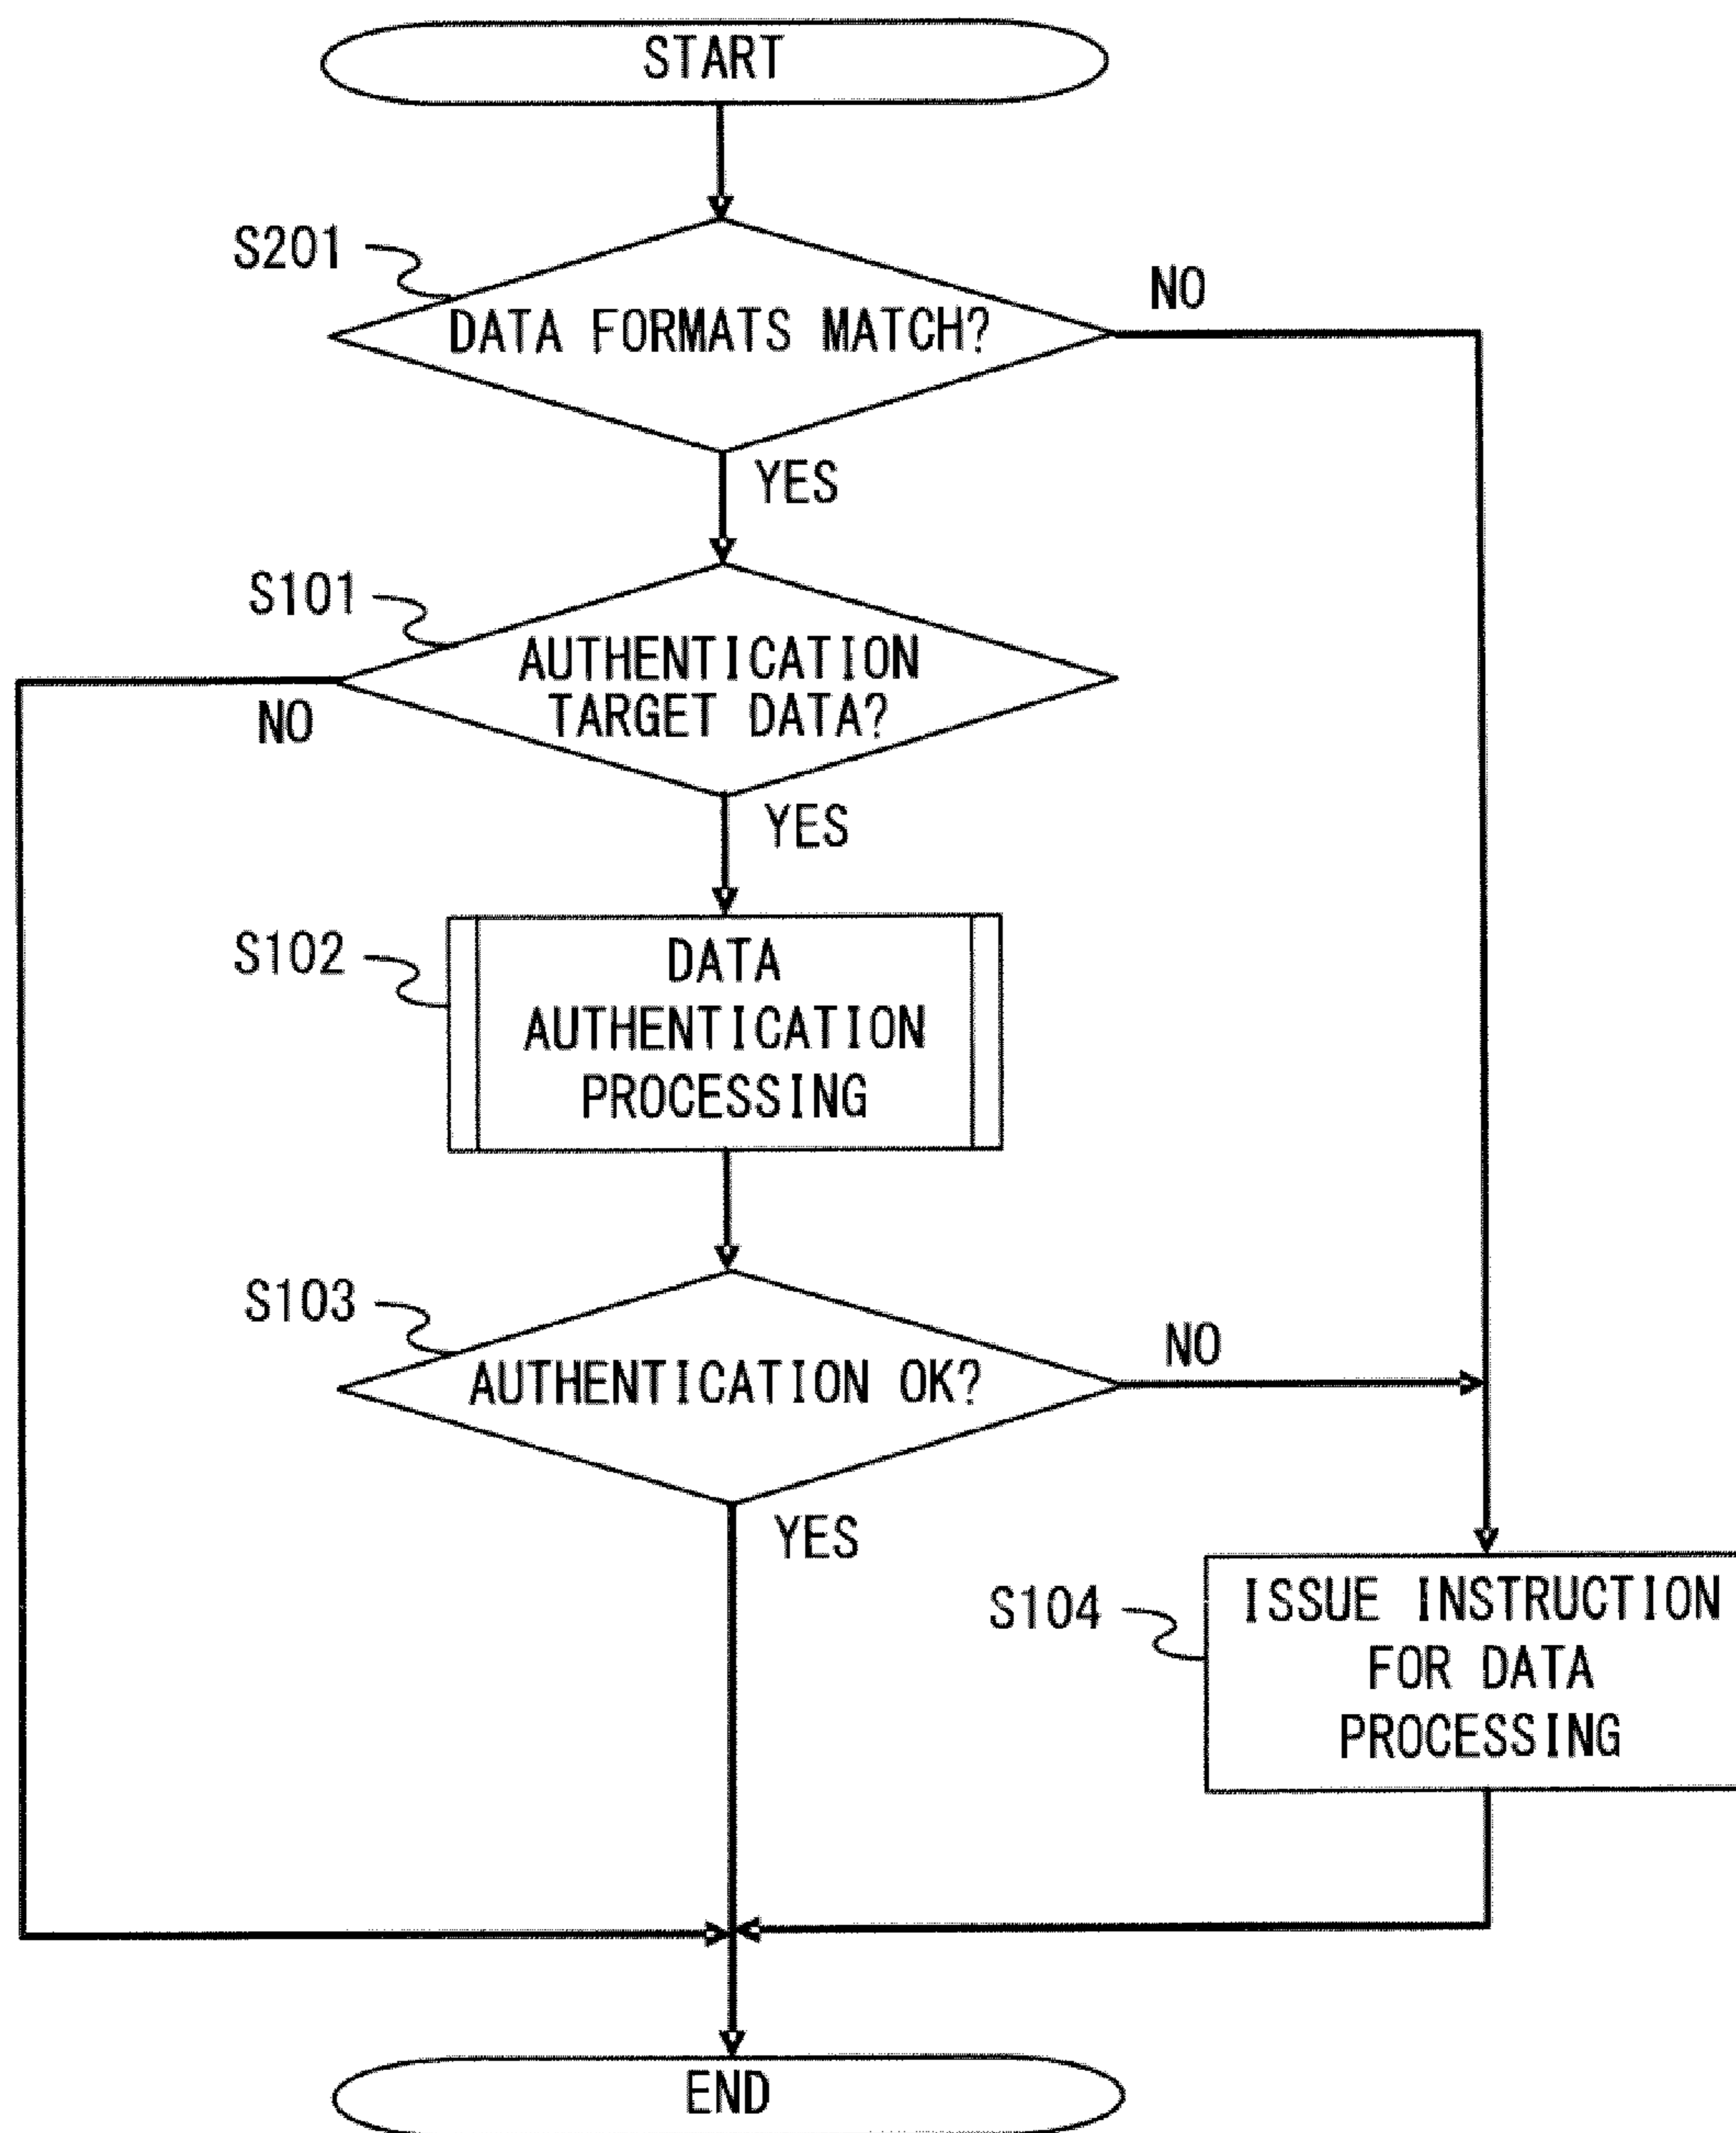 START
S201
DATA FORMATS MATCH?
NO
YES
S101
AUTHENTICATION
TARGET DATA?
NO
YES
S102
DATA
AUTHENTICATION
PROCESSING
S103
AUTHENTICATION OK?
NO
YES
S104
ISSUE INSTRUCTION
FOR DATA
PROCESSING
END